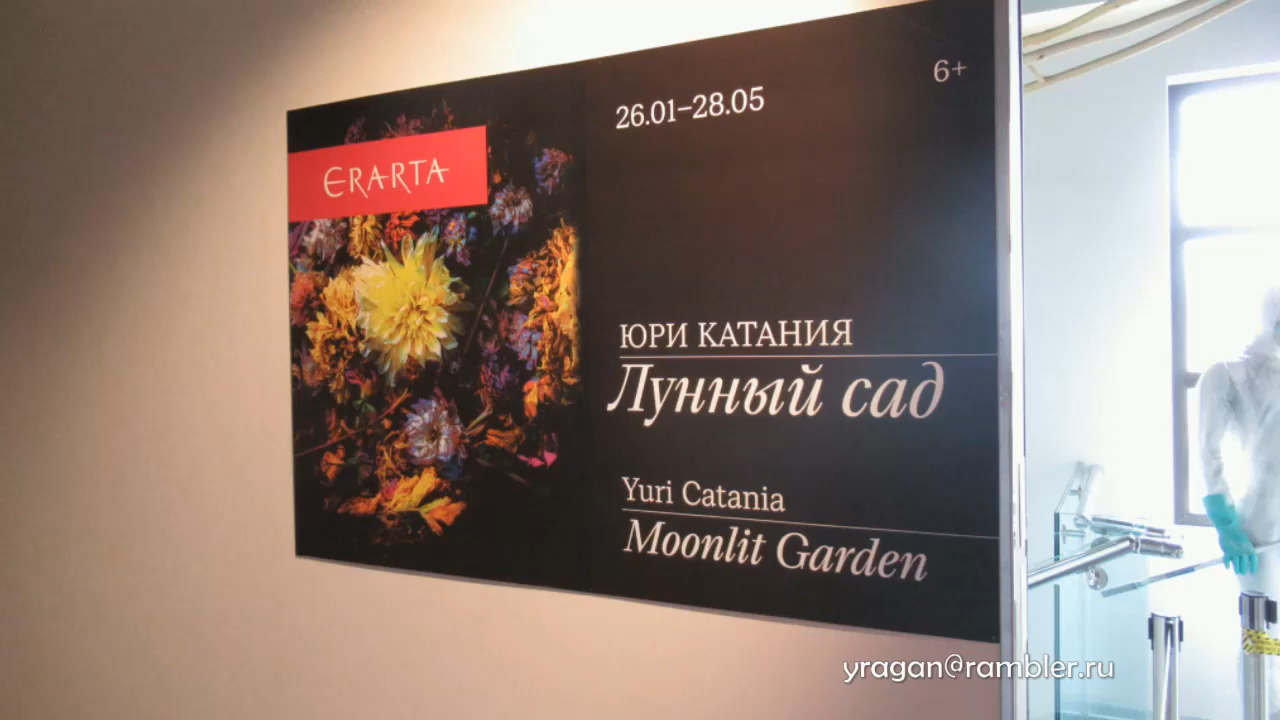 ERARTA
26.01–28.05
6+
ЮРИ КАТАНИЯ
Лунный сад
Yuri Catania
Moonlit Garden
yragan@rambler.ru